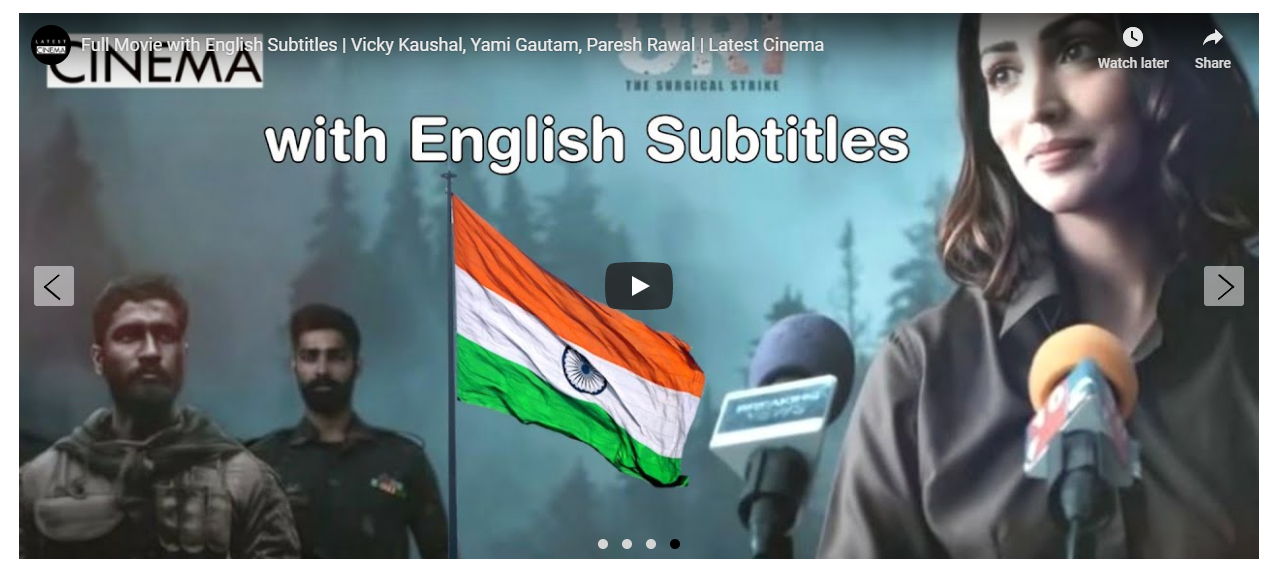 LATEST
CINEMA
Full Movie with English Subtitles | Vicky Kaushal, Yami Gautam, Paresh Rawal | Latest Cinema
Watch later
Share
CINEMA
URI
THE SURGICAL STRIKE
with English Subtitles
BREAKING
NEWS